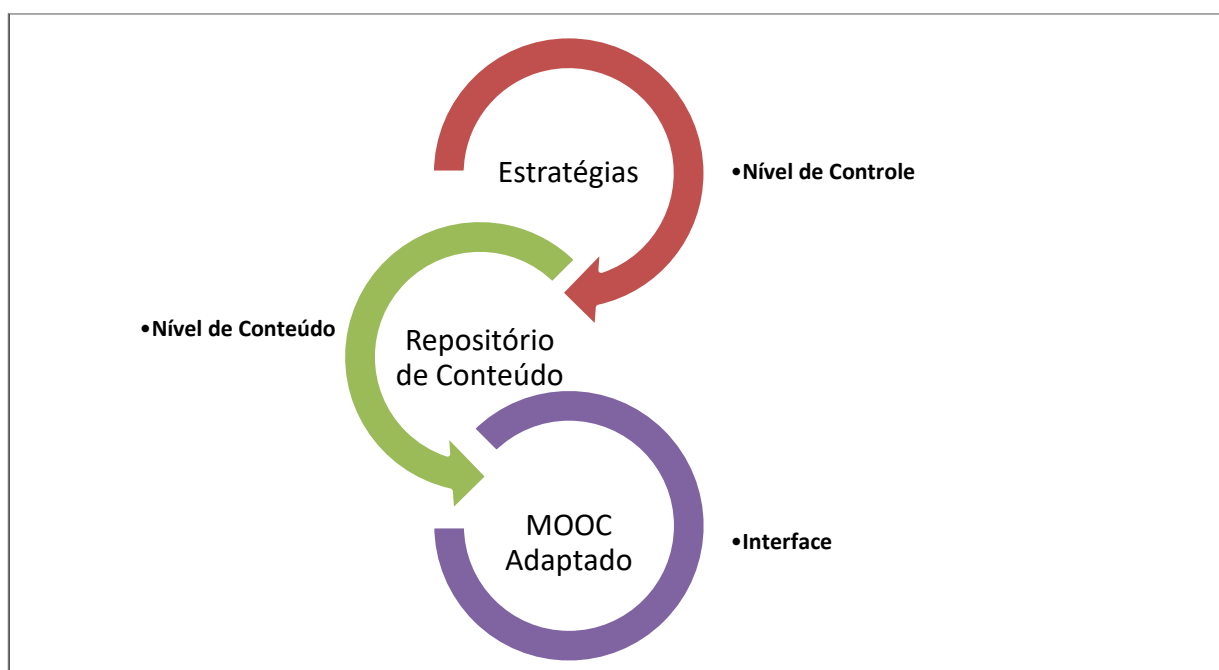 Estratégias
•Nível de Controle
•Nível de Conteúdo
Repositório
de Conteúdo
MOOC
Adaptado
•Interface